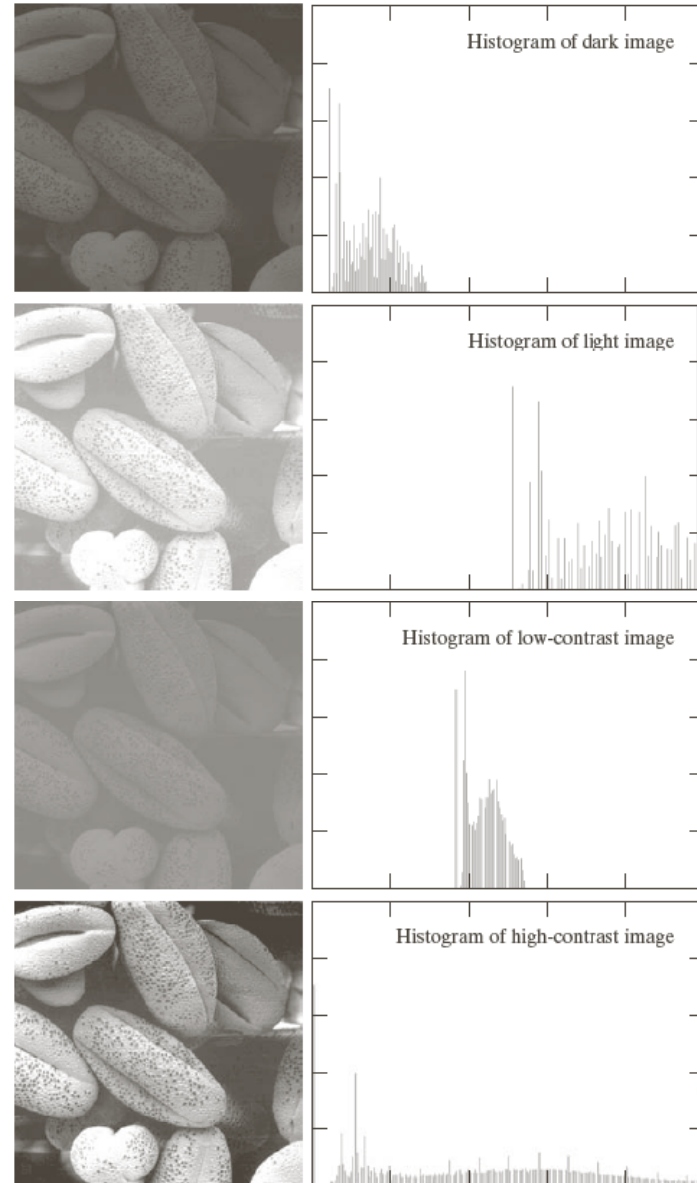 Histogram of dark image
Histogram of light image
Histogram of low-contrast image
Histogram of high-contrast image